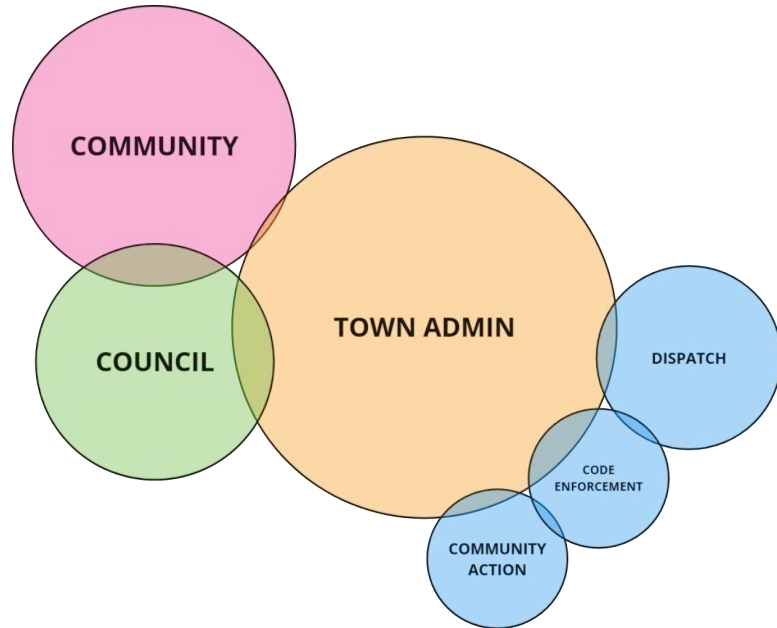 COMMUNITY
TOWN ADMIN
COUNCIL
DISPATCH
CODE
ENFORCEMENT
COMMUNITY
ACTION